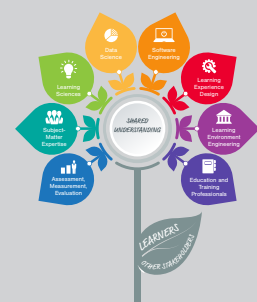 Data
Science
Software
Engineering
Learning
Sciences
Learning
Experience
Design
Subject-
Matter
Expertise
SHARED
UNDERSTANDING
Learning
Environment
Engineering
Assessment,
Measurement,
Evaluation
Education and
Training
Professionals
LEARNERS
OTHER STAKEHOLDERS